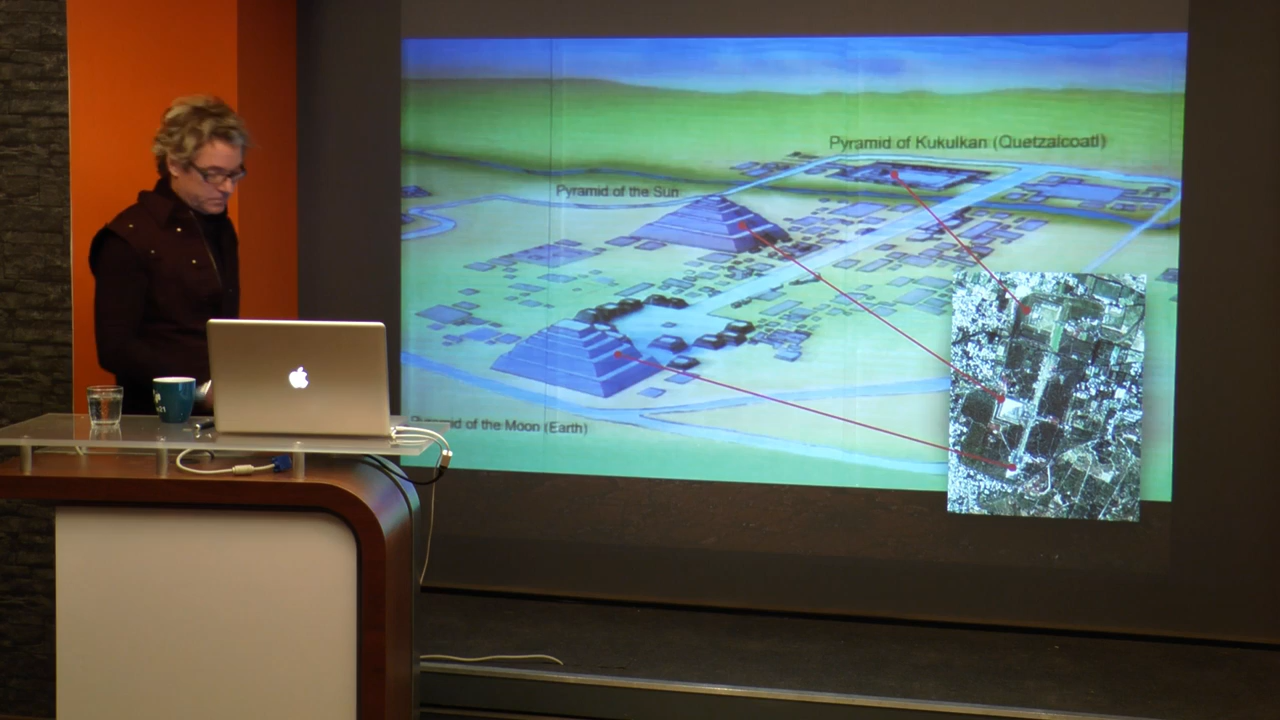 Pyramid of Kukulkan (Quetzalcoatl)
Pyramid of the Sun
Pyramid of the Moon (Earth)